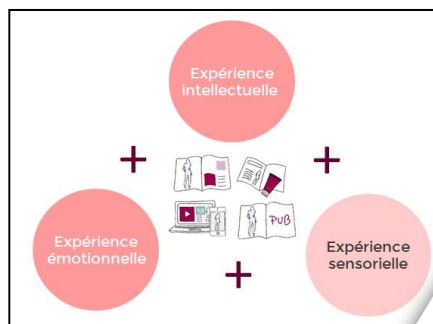 Expérience
intellectuelle
+
+
PUB
Expérience
émotionnelle
Expérience
sensorielle
+